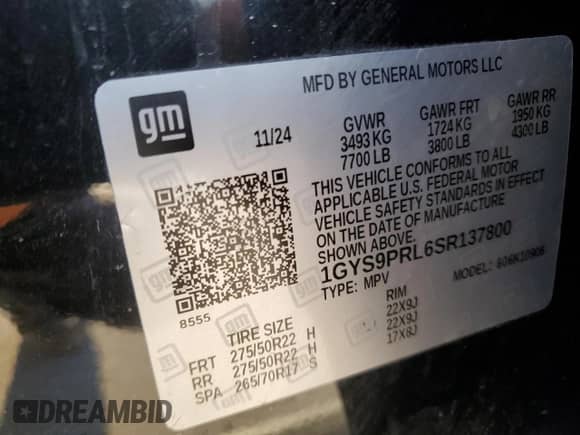 MFD BY GENERAL MOTORS LLC
gm
11/24
GVWR GAWR FRT GAWR RR
3493 KG 1724 KG 1950 KG
7700 LB 3800 LB 4300 LB
THIS VEHICLE CONFORMS TO ALL
APPLICABLE U.S. FEDERAL MOTOR
VEHICLE SAFETY STANDARDS IN EFFECT
ON THE DATE OF MANUFACTURE
SHOWN ABOVE.
1GYS9PRL6SR137800
TYPE: MPV MODEL:
8555
TIRE SIZE RIM
FRT 275/50R22 H 22X9J
RR 275/50R22 H 22X9J
SPA 265/70R17 S 17X8J
DREAMBID